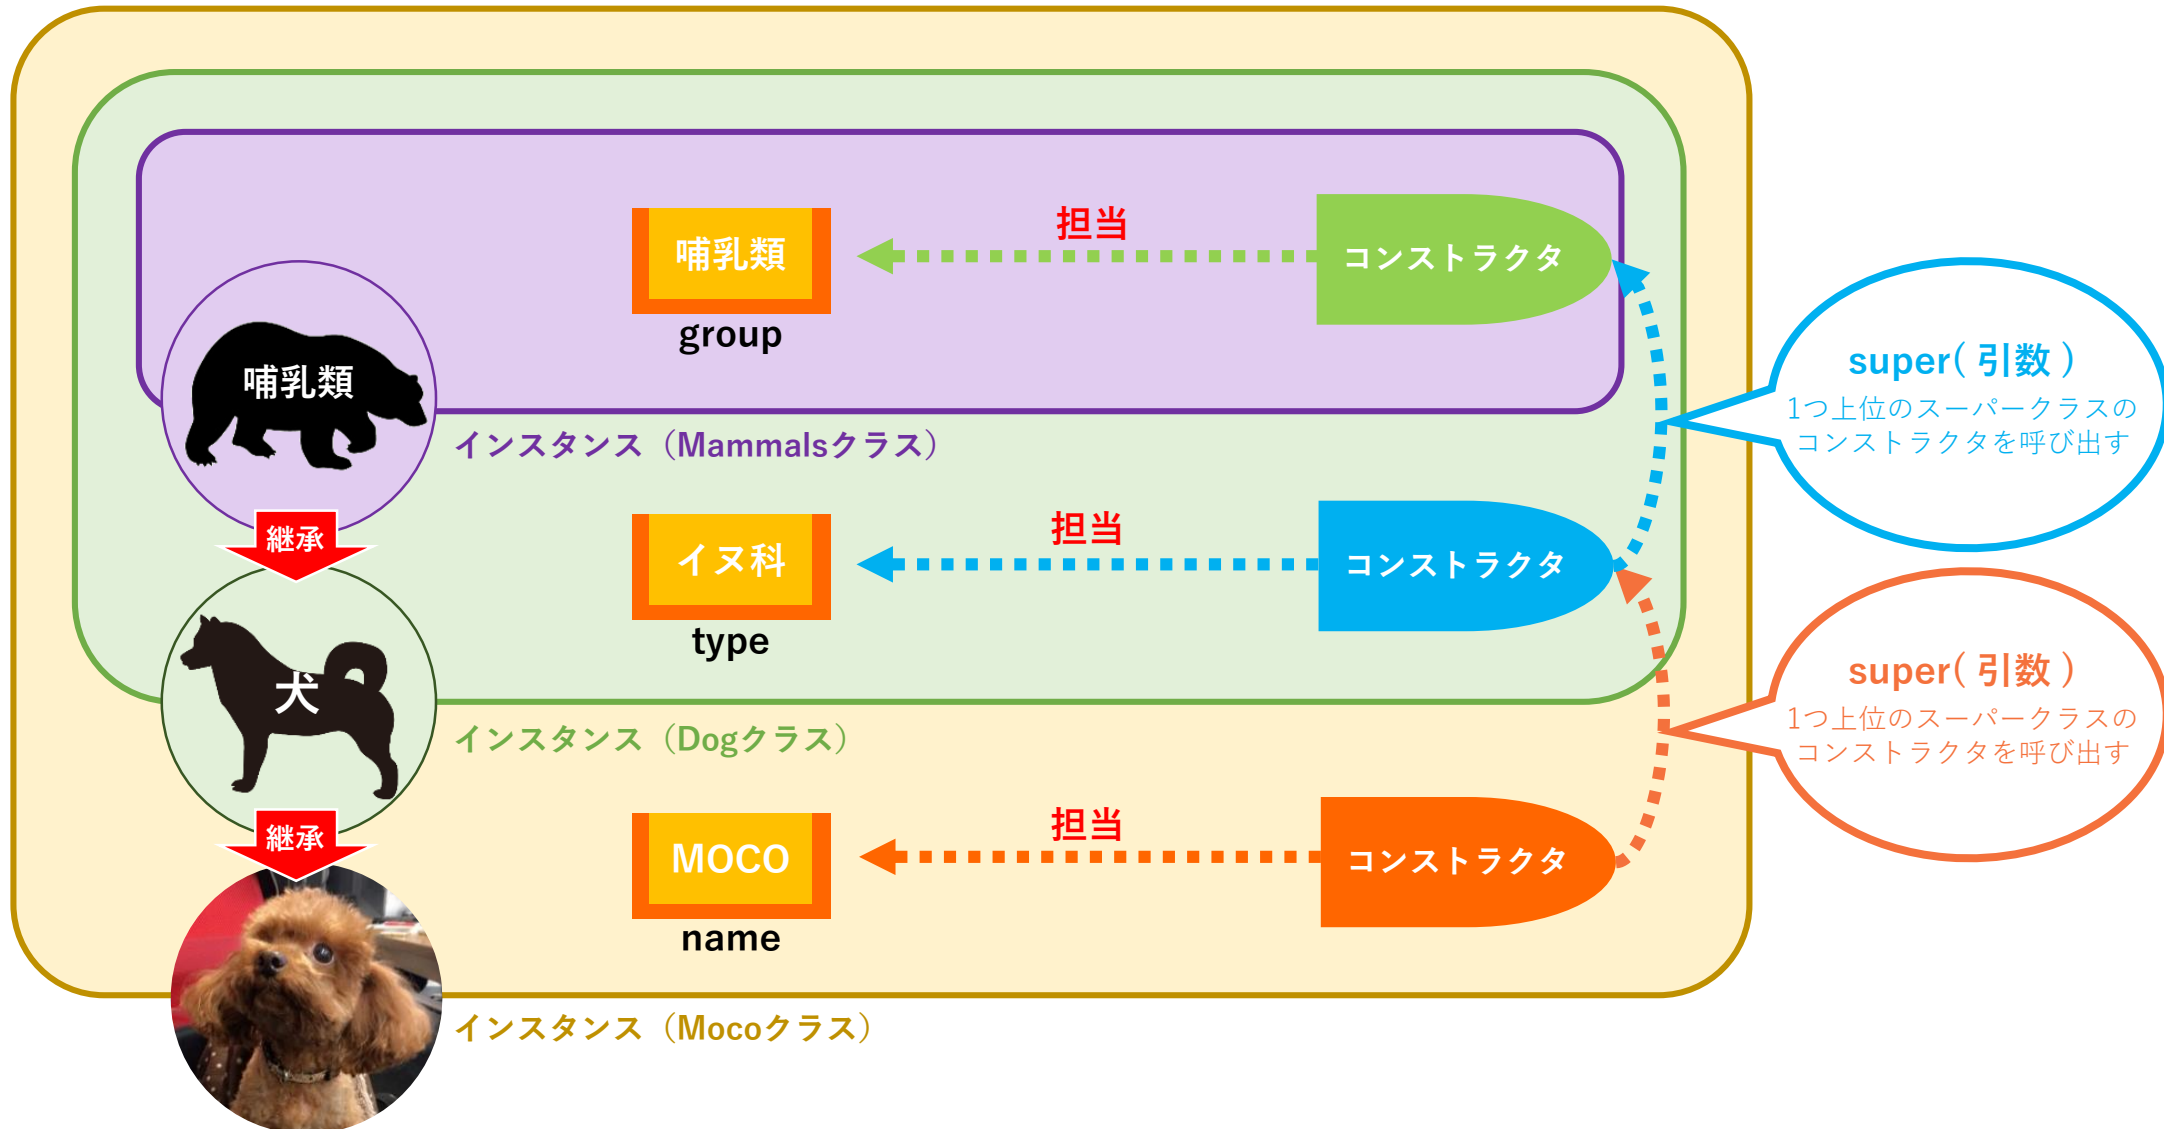 担当
哺乳類
コンストラクタ
group
哺乳類
インスタンス（Mammalsクラス）
super( 引数 )
1つ上位のスーパークラスの
コンストラクタを呼び出す
継承
担当
イヌ科
コンストラクタ
type
犬
インスタンス（Dogクラス）
super( 引数 )
1つ上位のスーパークラスの
コンストラクタを呼び出す
継承
担当
MOCO
コンストラクタ
name
インスタンス（Mocoクラス）